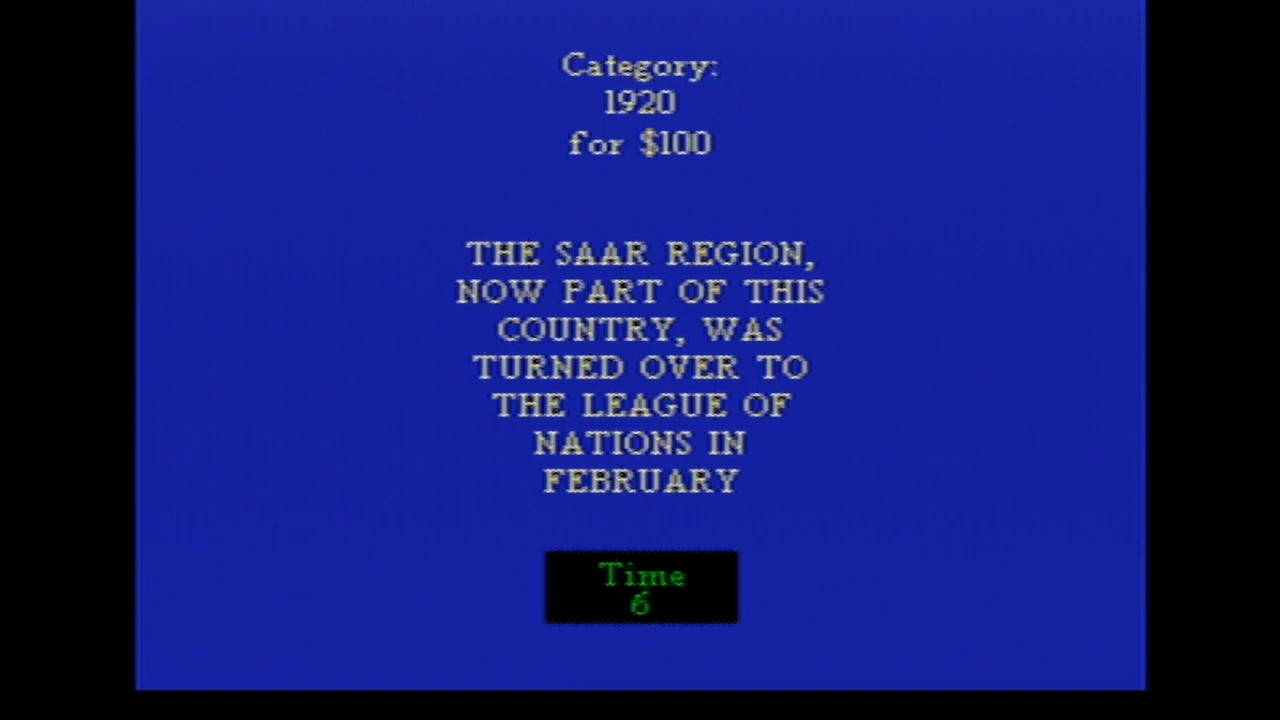 Category:
1920
for $100
THE SAAR REGION,
NOW PART OF THIS
COUNTRY, WAS
TURNED OVER TO
THE LEAGUE OF
NATIONS IN
FEBRUARY
Time
6